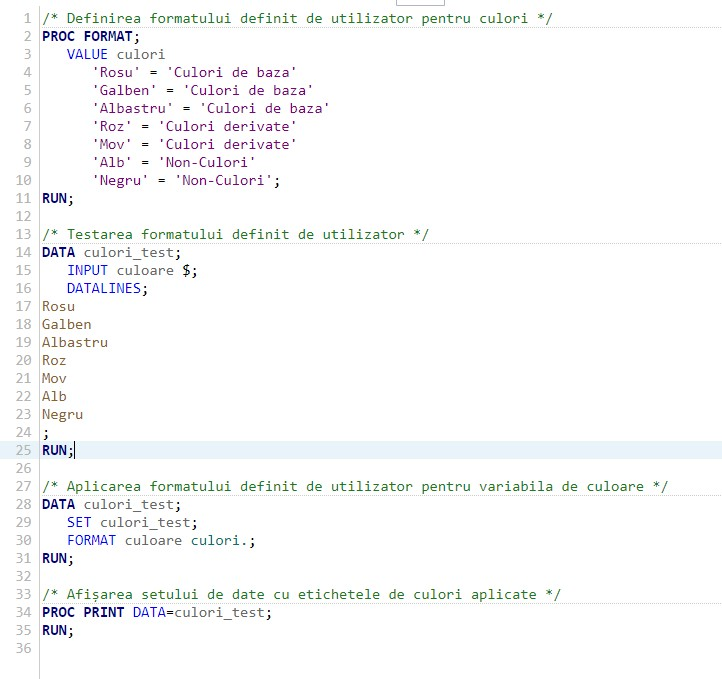 1 /* Definirea formatului definit de utilizator pentru culori */
2 PROC FORMAT;
3    VALUE culori
4       'Rosu' = 'Culori de baza'
5       'Galben' = 'Culori de baza'
6       'Albastru' = 'Culori de baza'
7       'Roz' = 'Culori derivate'
8       'Mov' = 'Culori derivate'
9       'Alb' = 'Non-Culori'
10       'Negru' = 'Non-Culori';
11 RUN;
12
13 /* Testarea formatului definit de utilizator */
14 DATA culori_test;
15    INPUT culoare $;
16    DATALINES;
17 Rosu
18 Galben
19 Albastru
20 Roz
21 Mov
22 Alb
23 Negru
24 ;
25 RUN;
26
27 /* Aplicarea formatului definit de utilizator pentru variabila de culoare */
28 DATA culori_test;
29    SET culori_test;
30    FORMAT culoare culori.;
31 RUN;
32
33 /* Afișarea setului de date cu etichetele de culori aplicate */
34 PROC PRINT DATA=culori_test;
35 RUN;
36